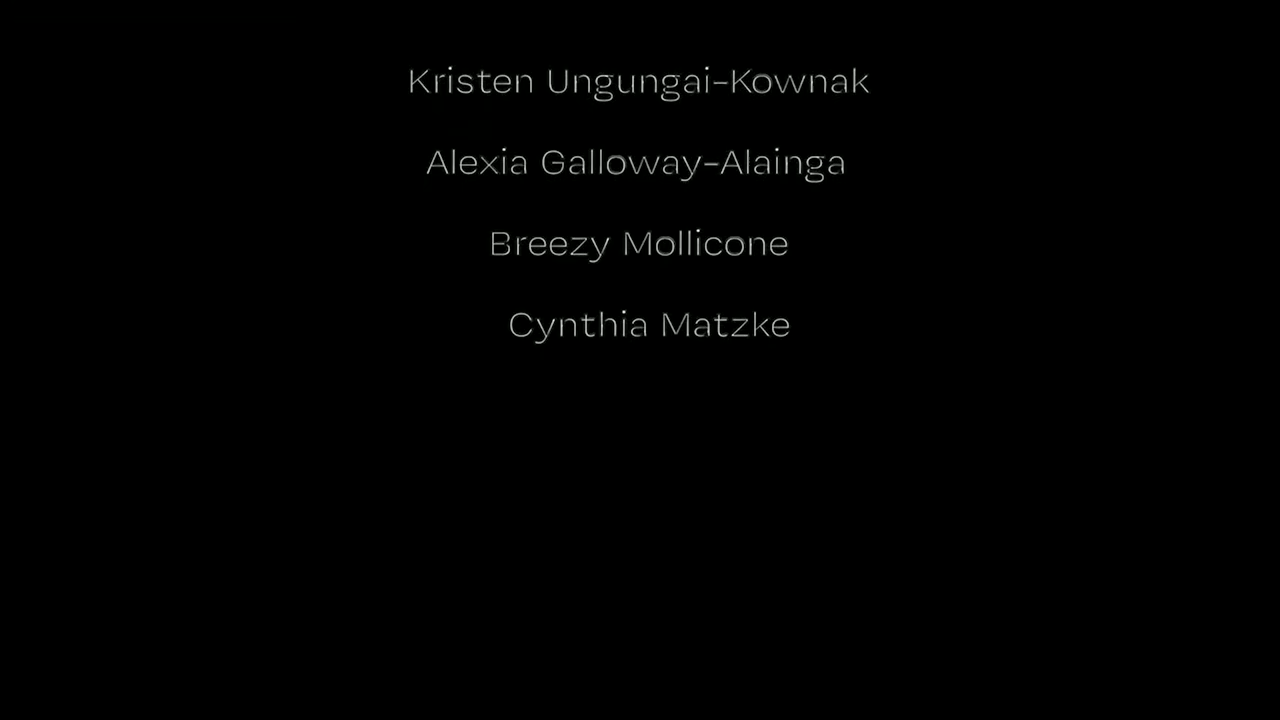 Kristen Ungungai-Kownak
Alexia Galloway-Alainga
Breezy Mollicone
Cynthia Matzke